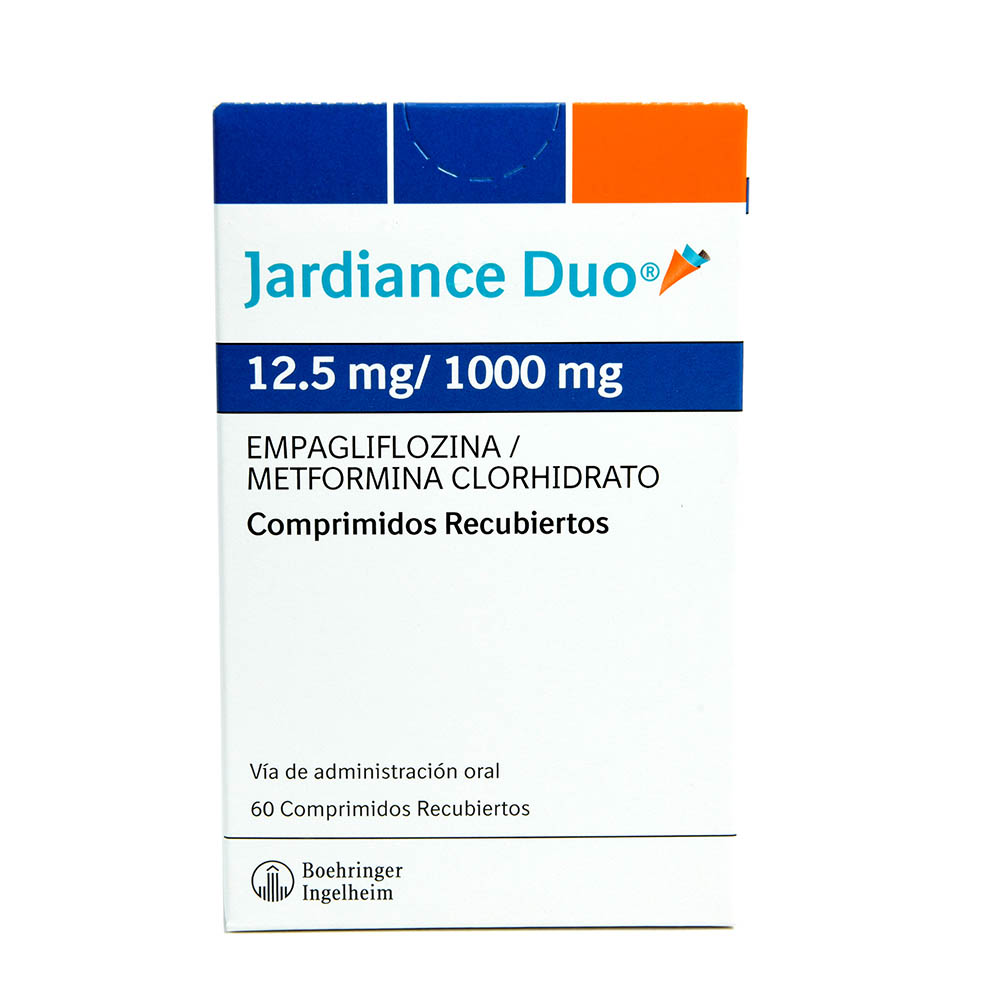 Jardiance Duo®
12.5 mg/ 1000 mg
EMPAGLIFLOZINA /
METFORMINA CLORHIDRATO
Comprimidos Recubiertos
Vía de administración oral
60 Comprimidos Recubiertos
Boehringer
Ingelheim